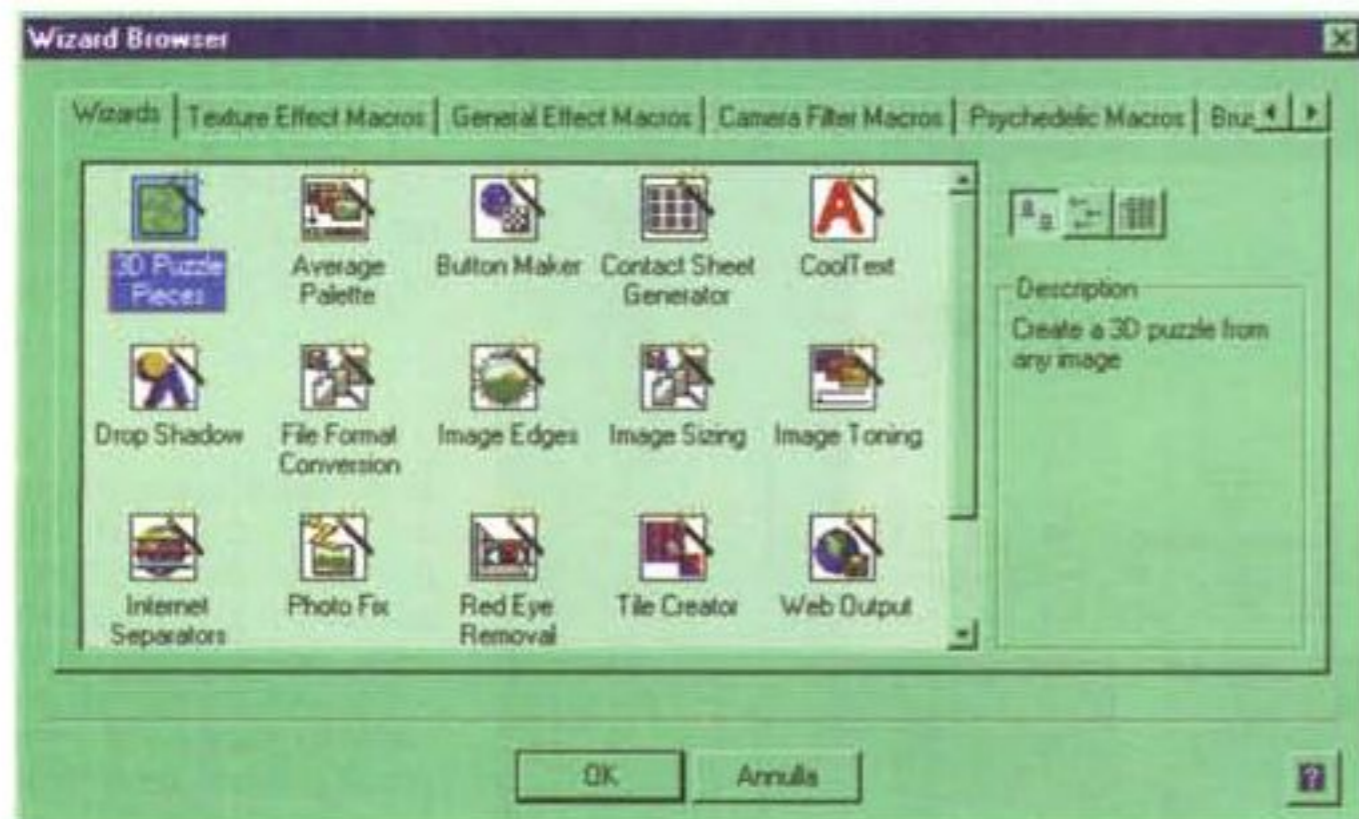 Wizard Browser
Wizards Texture Effect Macros General Effect Macros Camera Filter Macros Psychedelic Macros Brus
3D Puzzle Pieces
Average Palette
Button Maker
Contact Sheet Generator
CoolText
Drop Shadow
File Format Conversion
Image Edges
Image Sizing
Image Toning
Internet Separators
Photo Fix
Red Eye Removal
Tile Creator
Web Output
Description
Create a 3D puzzle from
any image
OK Annulla
?